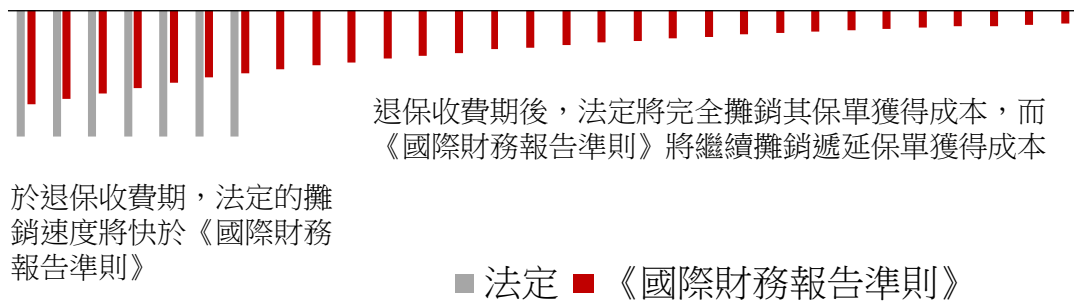 退保收費期後，法定將完全攤銷其保單獲得成本，而
《國際財務報告準則》將繼續攤銷遞延保單獲得成本
於退保收費期，法定的攤
銷速度將快於《國際財務
報告準則》
法定 《國際財務報告準則》